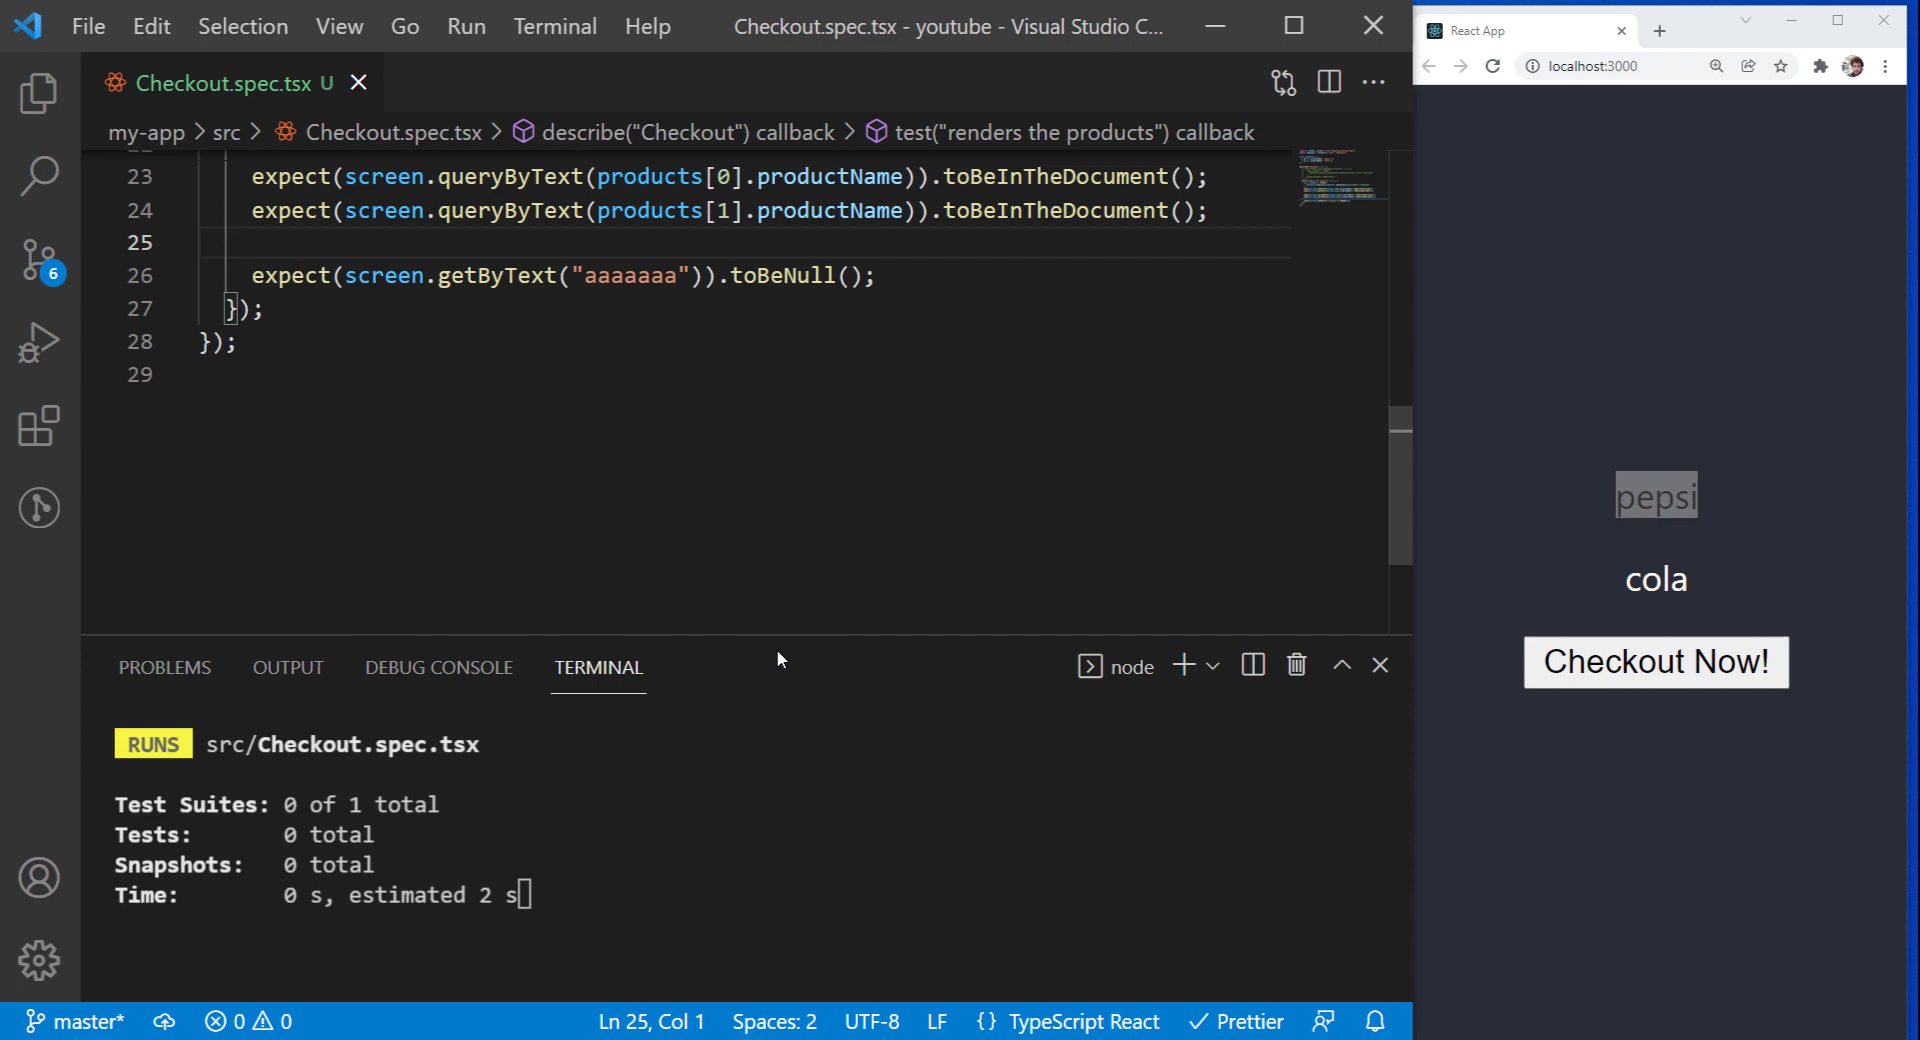 File Edit Selection View Go Run Terminal Help Checkout.spec.tsx - youtube - Visual Studio C...
Checkout.spec.tsx U
my-app > src > Checkout.spec.tsx > describe("Checkout") callback > test("renders the products") callback
23 expect(screen.queryByText(products[0].productName)).toBeInTheDocument();
24 expect(screen.queryByText(products[1].productName)).toBeInTheDocument();
25
26 expect(screen.getByText("aaaaaaa")).toBeNull();
27 });
28 });
29
6
PROBLEMS OUTPUT DEBUG CONSOLE TERMINAL node
RUNS src/Checkout.spec.tsx
Test Suites: 0 of 1 total
Tests: 0 total
Snapshots: 0 total
Time: 0 s, estimated 2 s
master* 0 0 Ln 25, Col 1 Spaces: 2 UTF-8 LF {} TypeScript React Prettier
React App
localhost:3000
pepsi
cola
Checkout Now!